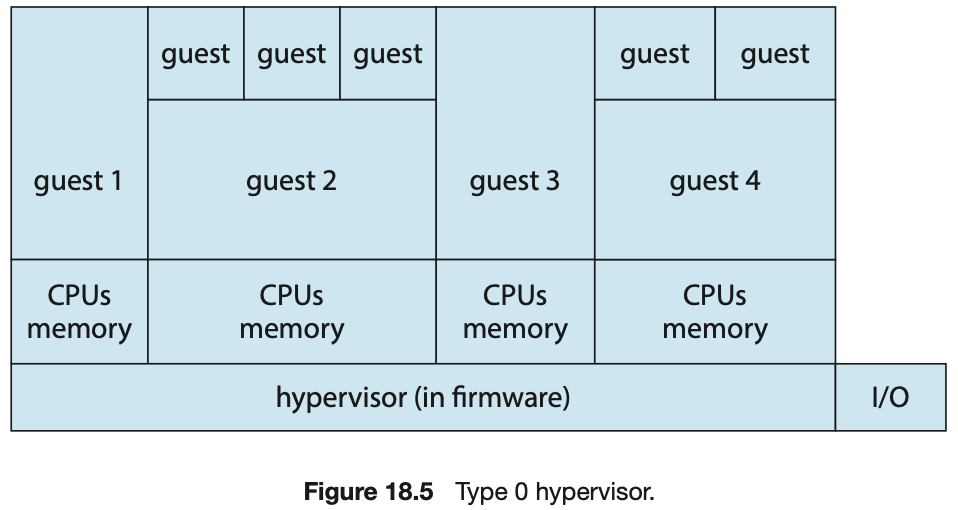 guest guest guest guest guest
guest 1 guest 2 guest 3 guest 4
CPUs CPUs CPUs CPUs
memory memory memory memory
hypervisor (in firmware) I/O
Figure 18.5 Type 0 hypervisor.